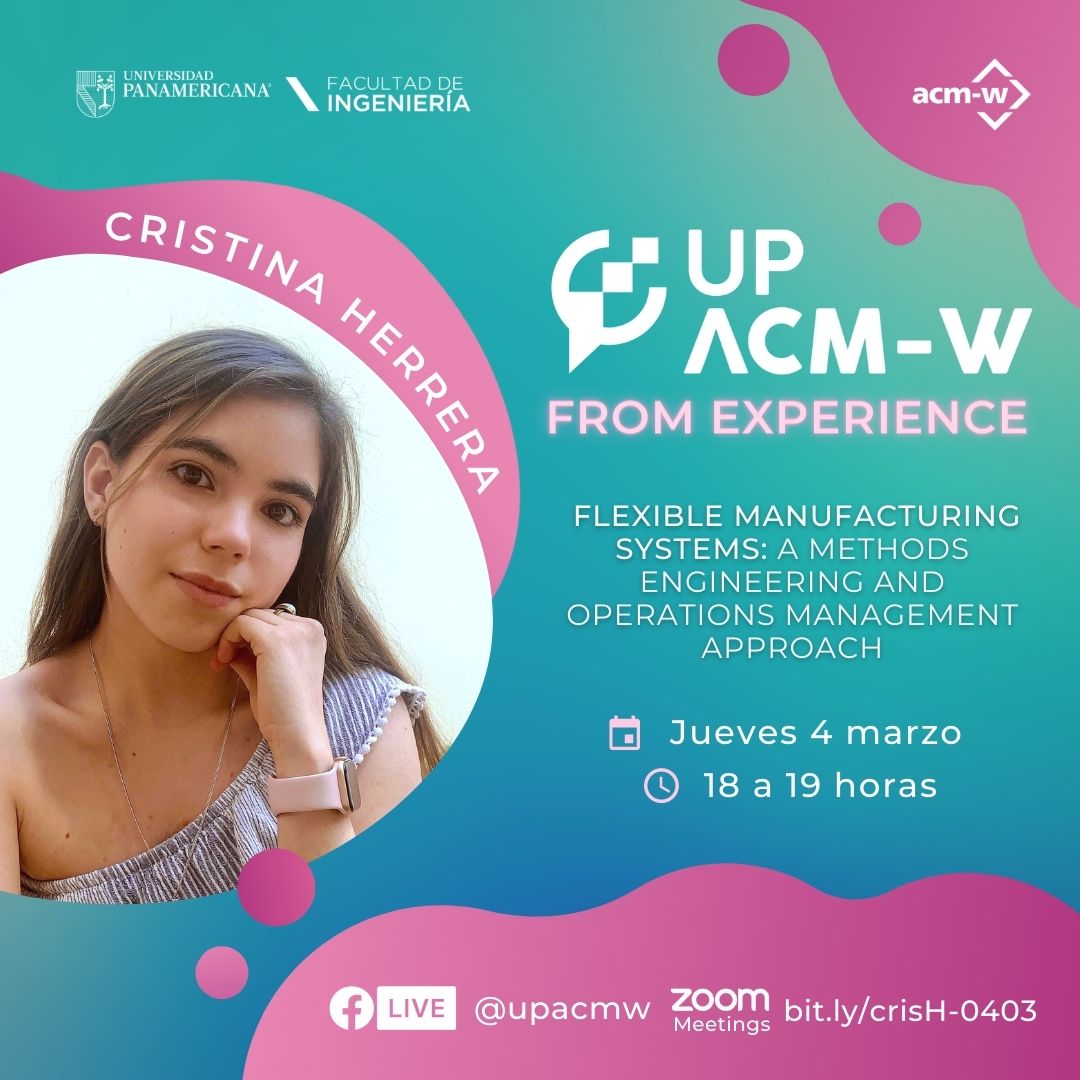 UNIVERSIDAD
PANAMERICANA®
FACULTAD DE
INGENIERÍA
acm-w
CRISTINA HERRERA
UP
ACM-W
FROM EXPERIENCE
FLEXIBLE MANUFACTURING
SYSTEMS: A METHODS
ENGINEERING AND
OPERATIONS MANAGEMENT
APPROACH
Jueves 4 marzo
18 a 19 horas
LIVE @upacmw
zoom
Meetings
bit.ly/crisH-0403